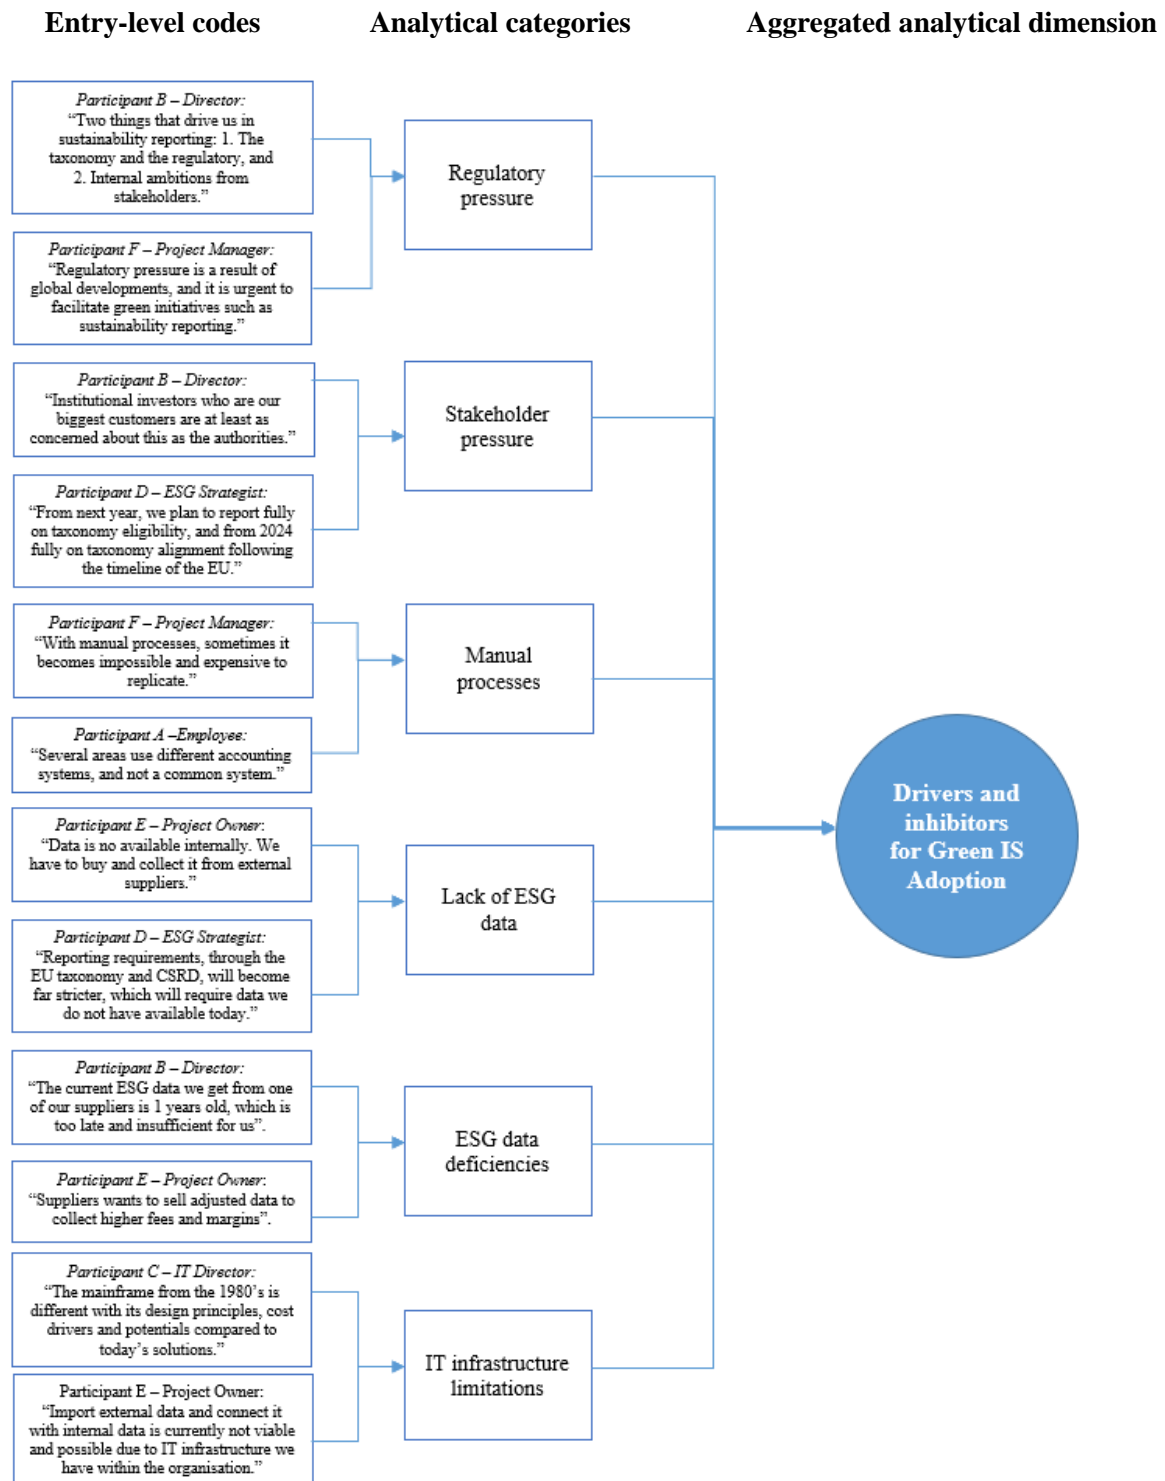 Entry-level codes
Analytical categories
Aggregated analytical dimension
Participant B – Director:
“Two things that drive us in
sustainability reporting: 1. The
taxonomy and the regulatory, and
2. Internal ambitions from
stakeholders.”
Participant F – Project Manager:
“Regulatory pressure is a result of
global developments, and it is urgent to
facilitate green initiatives such as
sustainability reporting.”
Regulatory
pressure
Participant B – Director:
“Institutional investors who are our
biggest customers are at least as
concerned about this as the authorities.”
Participant D – ESG Strategist:
“From next year, we plan to report fully
on taxonomy eligibility, and from 2024
fully on taxonomy alignment following
the timeline of the EU.”
Stakeholder
pressure
Participant F – Project Manager:
“With manual processes, sometimes it
becomes impossible and expensive to
replicate.”
Participant A –Employee:
“Several areas use different accounting
systems, and not a common system.”
Manual
processes
Participant E – Project Owner:
“Data is no available internally. We
have to buy and collect it from external
suppliers.”
Participant D – ESG Strategist:
“Reporting requirements, through the
EU taxonomy and CSRD, will become
far stricter, which will require data we
do not have available today.”
Lack of ESG
data
Participant B – Director:
“The current ESG data we get from one
of our suppliers is 1 years old, which is
too late and insufficient for us”.
Participant E – Project Owner:
“Suppliers wants to sell adjusted data to
collect higher fees and margins”.
ESG data
deficiencies
Participant C – IT Director:
“The mainframe from the 1980’s is
different with its design principles, cost
drivers and potentials compared to
today’s solutions.”
Participant E – Project Owner:
“Import external data and connect it
with internal data is currently not viable
and possible due to IT infrastructure we
have within the organisation.”
IT infrastructure
limitations
Drivers and
inhibitors
for Green IS
Adoption